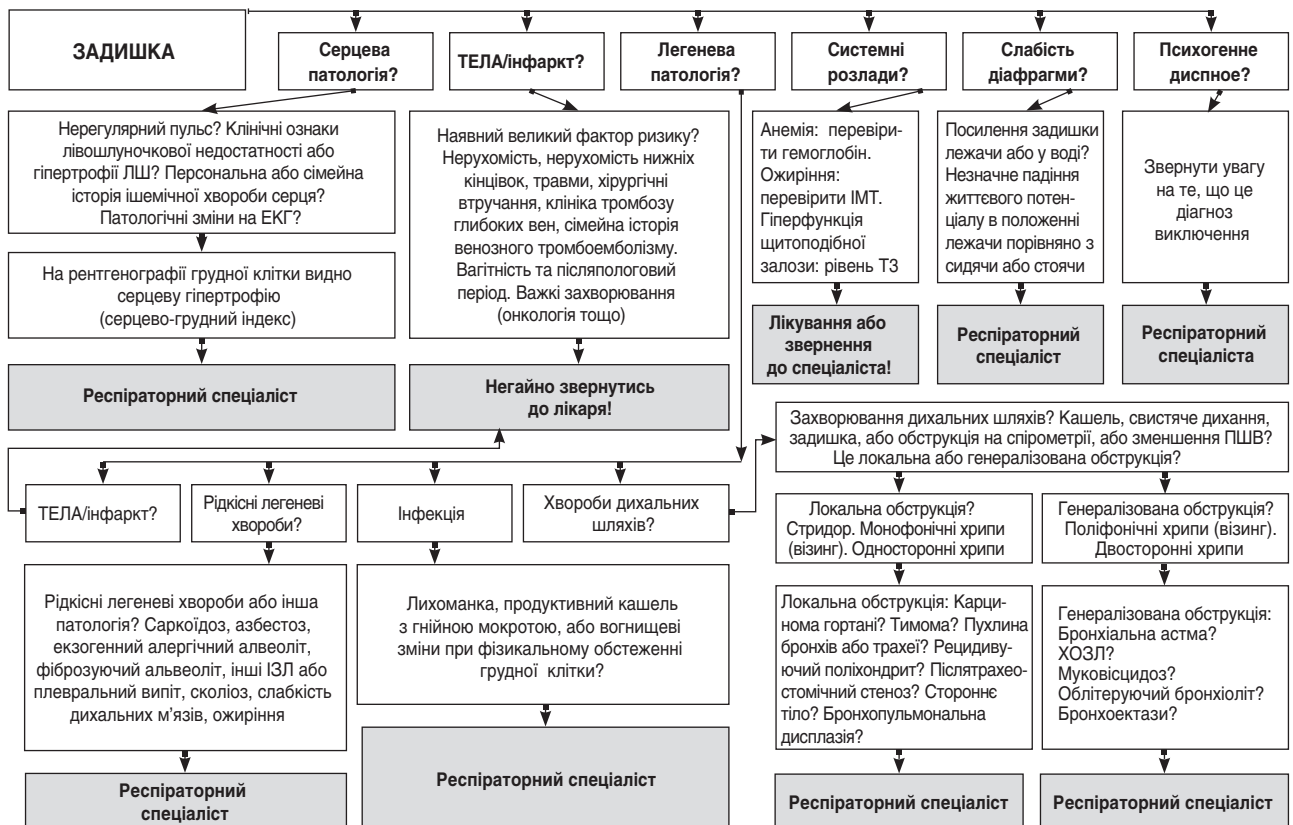 ЗАДИШКА
Серцева
патологія?
ТЕЛА/інфаркт?
Легенева
патологія?
Системні
розлади?
Слабість
діафрагми?
Психогенне
диспное?
Нерегулярний пульс? Клінічні ознаки
лівошлуночкової недостатності або
гіпертрофії ЛШ? Персональна або сімейна
історія ішемічної хвороби серця?
Патологічні зміни на ЕКГ?
На рентгенографії грудної клітки видно
серцеву гіпертрофію
(серцево-грудний індекс)
Респіраторний спеціаліст
Наявний великий фактор ризику?
Нерухомість, нерухомість нижніх
кінцівок, травми, хірургічні
втручання, клініка тромбозу
глибоких вен, сімейна історія
венозного тромбоемболізму.
Вагітність та післяпологовий
період. Важкі захворювання
(онкологія тощо)
Негайно звернутись
до лікаря!
Анемія: перевіри-
ти гемоглобін.
Ожиріння:
перевірити ІМТ.
Гіперфункція
щитоподібної
залози: рівень Т3
Лікування або
звернення
до спеціаліста!
Посилення задишки
лежачи або у воді?
Незначне падіння
життєвого потен-
ціалу в положенні
лежачи порівняно з
сидячи або стоячи
Респіраторний
спеціаліст
Звернути увагу
на те, що це
діагноз
виключення
Респіраторний
спеціаліста
Захворювання дихальних шляхів? Кашель, свистяче дихання,
задишка, або обструкція на спірометрії, або зменшення ПШВ?
Це локальна або генералізована обструкція?
ТЕЛА/інфаркт?
Рідкісні легеневі
хвороби?
Інфекція
Хвороби дихальних
шляхів?
Локальна обструкція?
Стридор. Монофонічні хрипи
(візинг). Односторонні хрипи
Генералізована обструкція?
Поліфонічні хрипи (візинг).
Двосторонні хрипи
Рідкісні легеневі хвороби або інша
патологія? Саркоїдоз, азбестоз,
екзогенний алергічний алвеоліт,
фіброзуючий альвеоліт, інші ІЗЛ або
плевральний випіт, сколіоз, слабкість
дихальних м’язів, ожиріння
Респіраторний
спеціаліст
Лихоманка, продуктивний кашель
з гнійною мокротою, або вогнищеві
зміни при фізикальному обстеженні
грудної клітки?
Респіраторний спеціаліст
Локальна обструкція: Карци-
нома гортані? Тимома? Пухлина
бронхів або трахеї? Рецидиву-
ючий поліхондрит? Післятрахео-
стомічний стеноз? Стороннє
тіло? Бронхопульмональна
дисплазія?
Респіраторний спеціаліст
Генералізована обструкція:
Бронхіальна астма?
ХОЗЛ?
Муковісцидоз?
Облітеруючий бронхіоліт?
Бронхоектази?
Респіраторний спеціаліст